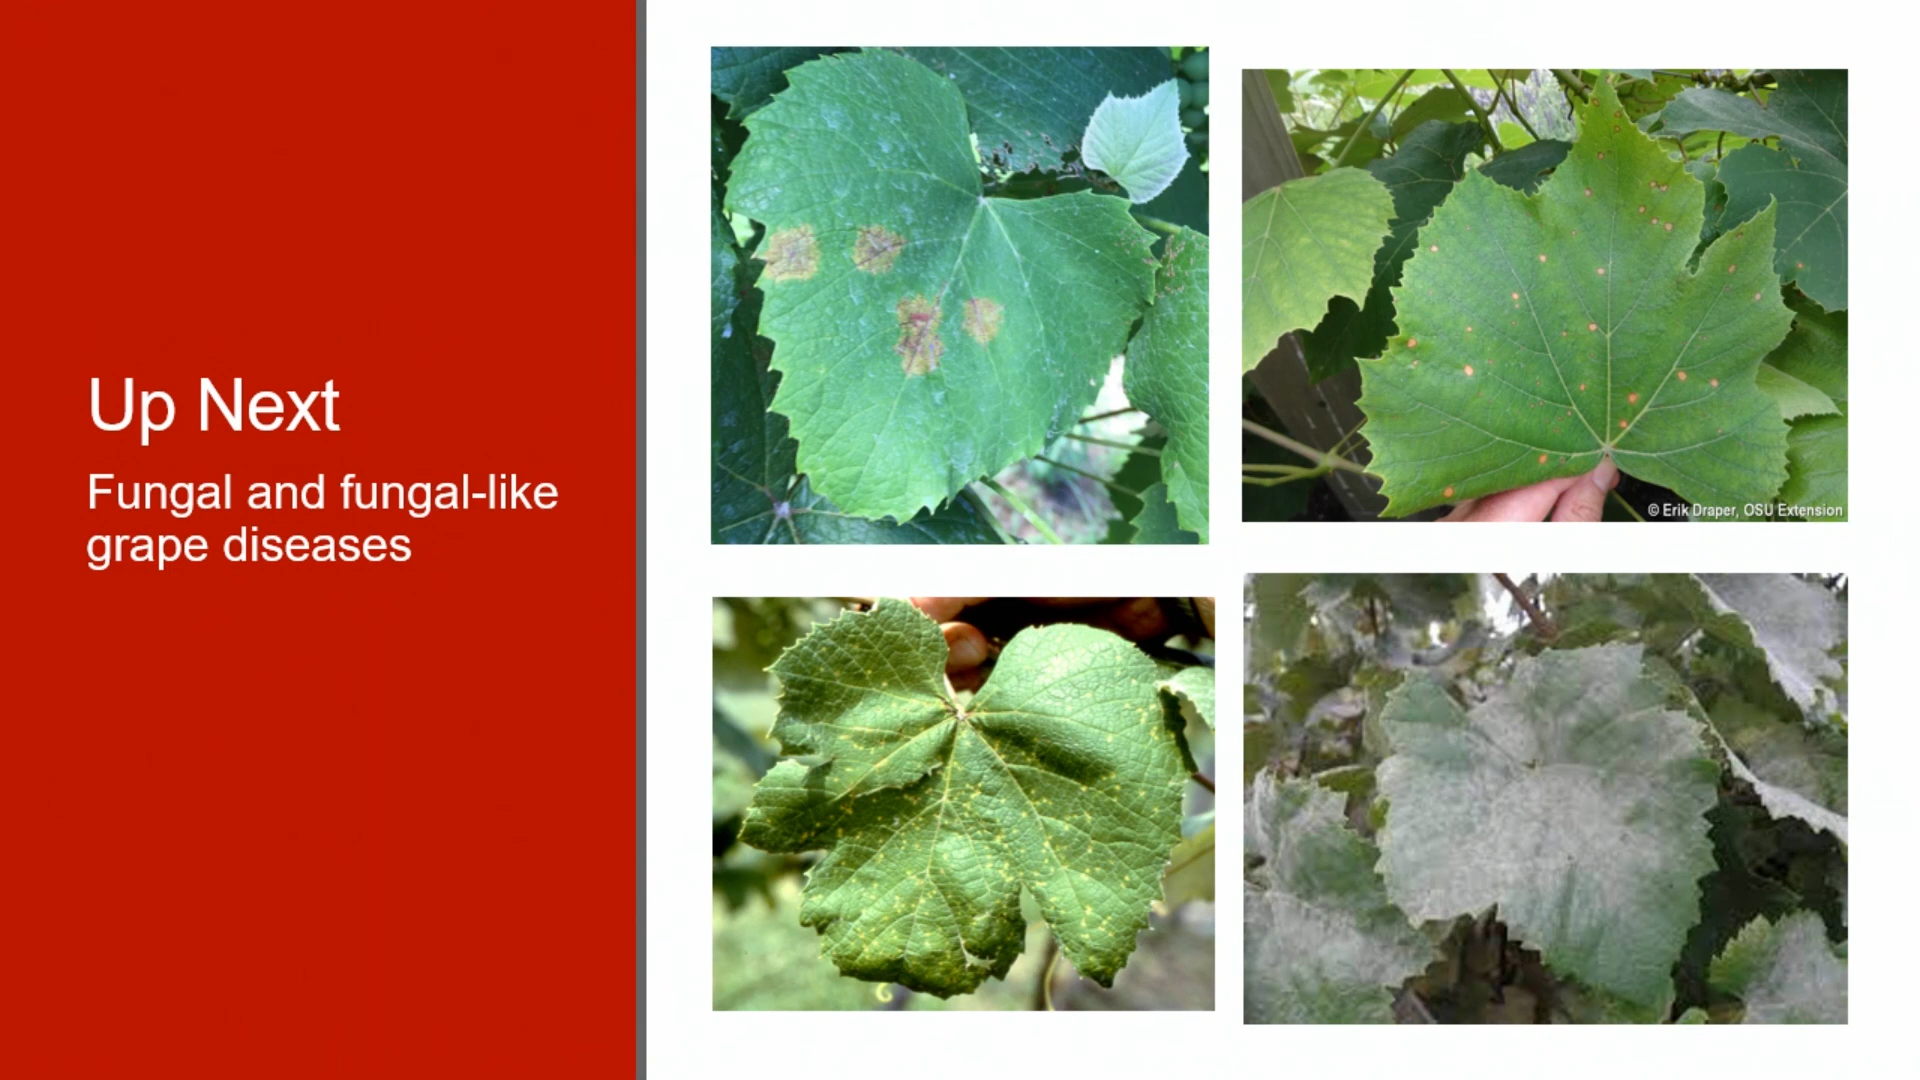 Up Next
Fungal and fungal-like
grape diseases
© Erik Draper, OSU Extension